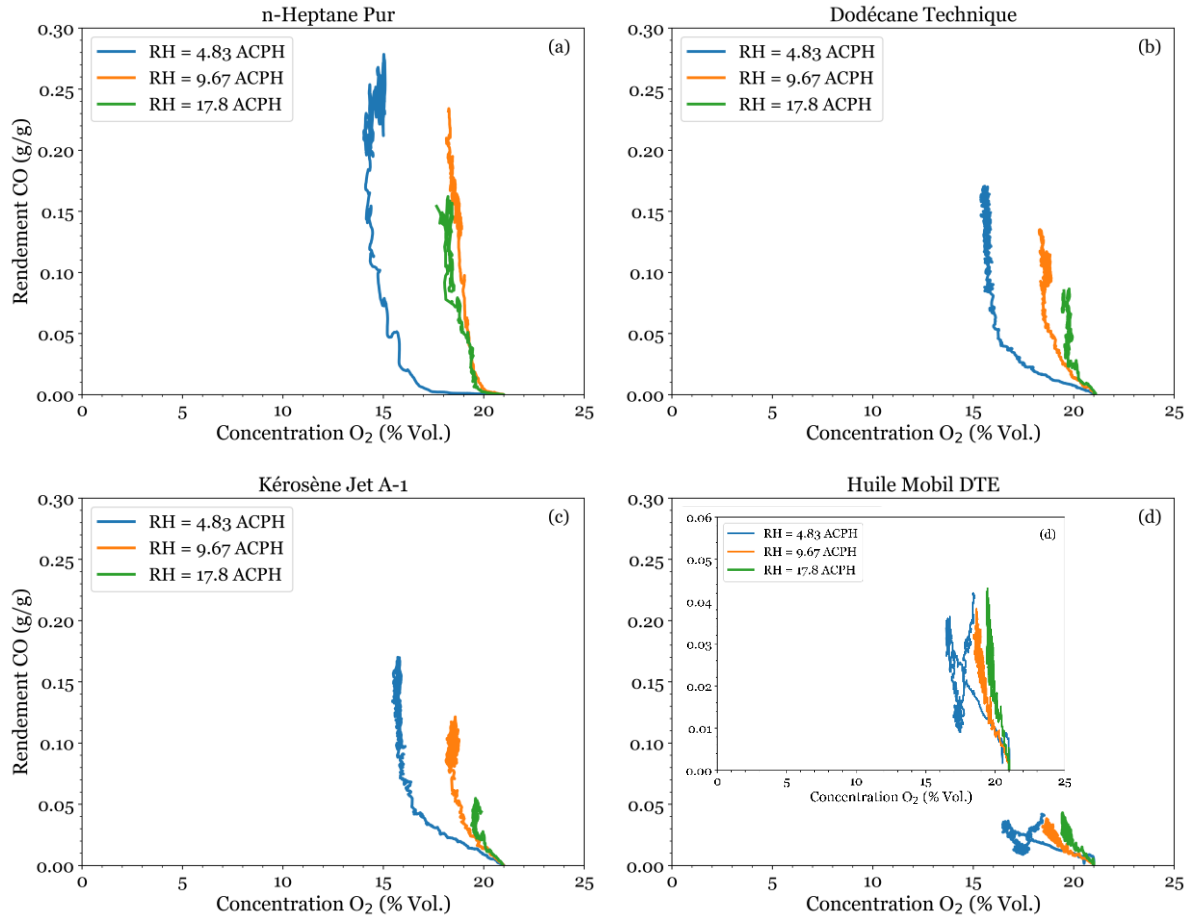 n-Heptane Pur
0.30
0.25
0.20
0.15
0.10
0.05
0.00
Rendement CO (g/g)
RH = 4.83 ACPH
RH = 9.67 ACPH
RH = 17.8 ACPH
(a)
0 5 10 15 20 25
Concentration O₂ (% Vol.)
Dodécane Technique
0.30
0.25
0.20
0.15
0.10
0.05
0.00
RH = 4.83 ACPH
RH = 9.67 ACPH
RH = 17.8 ACPH
(b)
0 5 10 15 20 25
Concentration O₂ (% Vol.)
Kérosène Jet A-1
0.30
0.25
0.20
0.15
0.10
0.05
0.00
Rendement CO (g/g)
RH = 4.83 ACPH
RH = 9.67 ACPH
RH = 17.8 ACPH
(c)
0 5 10 15 20 25
Concentration O₂ (% Vol.)
Huile Mobil DTE
0.30
0.25
0.20
0.15
0.10
0.05
0.00
(d)
0.06
0.05
0.04
0.03
0.02
0.01
0.00
RH = 4.83 ACPH
RH = 9.67 ACPH
RH = 17.8 ACPH
(d)
0 5 10 15 20 25
Concentration O₂ (% Vol.)
0 5 10 15 20 25
Concentration O₂ (% Vol.)